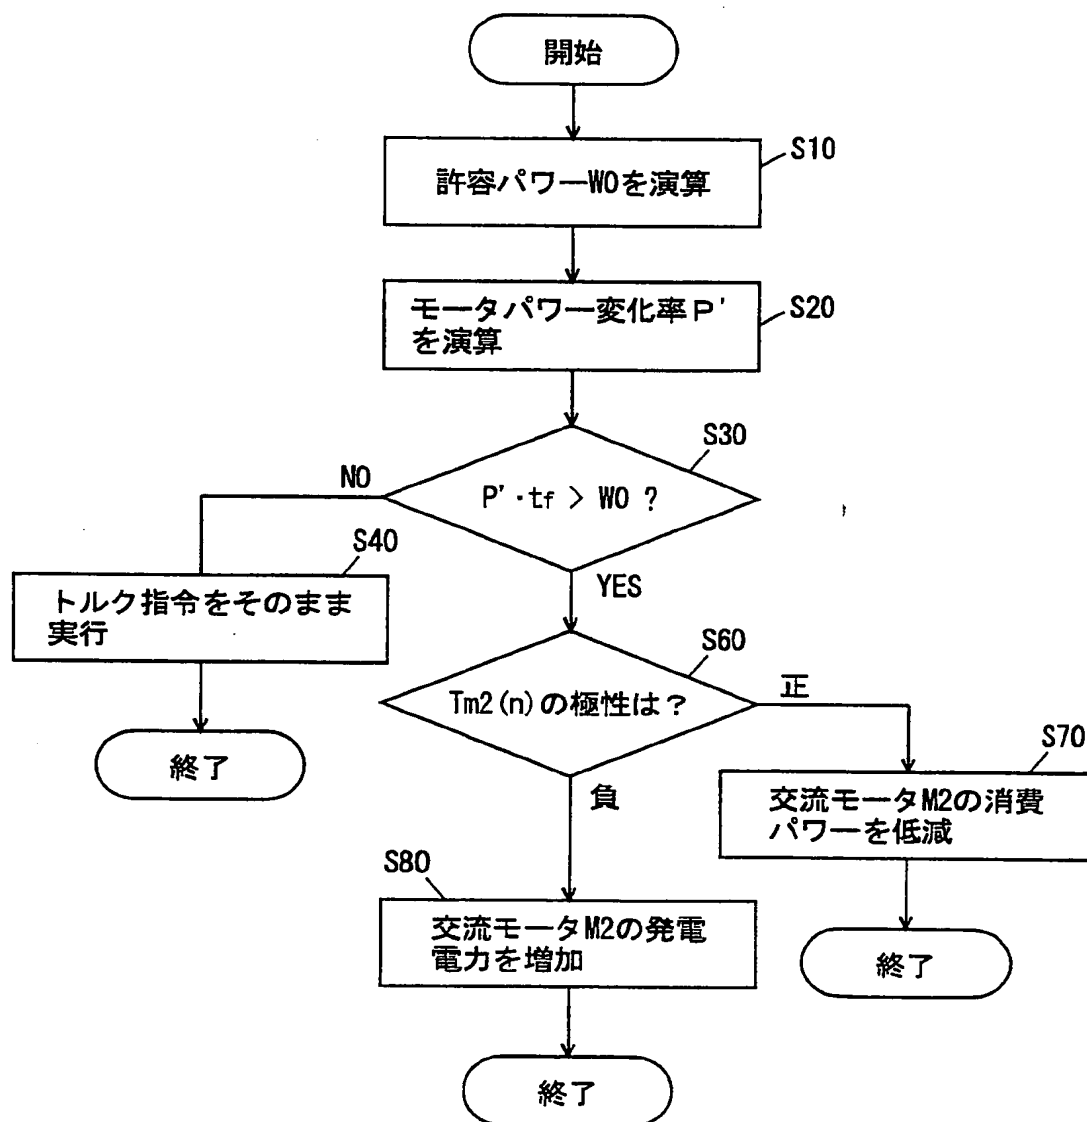 開始
S10
許容パワーW0を演算
S20
モータパワー変化率P'
を演算
S30
P'・tf > W0 ?
NO
YES
S40
トルク指令をそのまま
実行
終了
S60
Tm2(n)の極性は?
正
負
S70
交流モータM2の消費
パワーを低減
終了
S80
交流モータM2の発電
電力を増加
終了